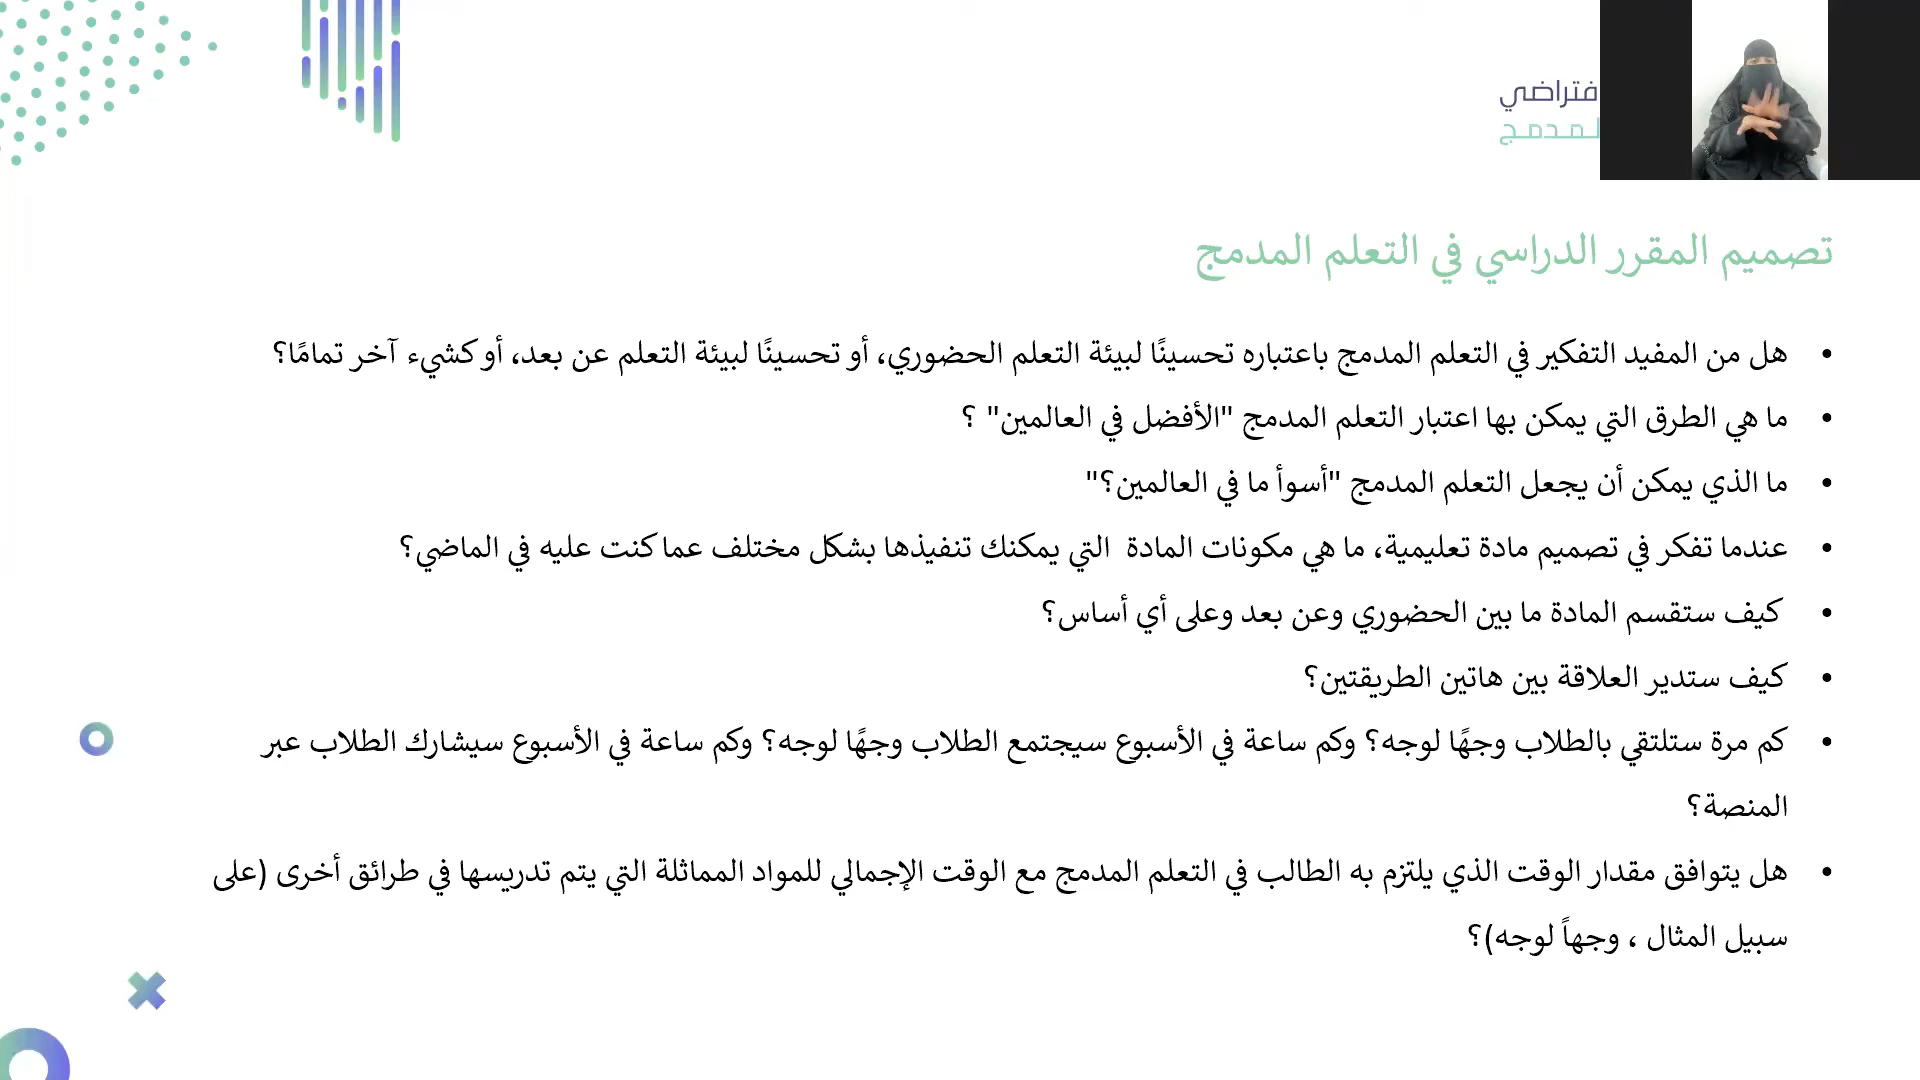 فتراضي
لمدمج
تصميم المقرر الدراسي في التعلم المدمج
• هل من المفيد التفكير في التعلم المدمج باعتباره تحسينًا لبيئة التعلم الحضوري، أو تحسينًا لبيئة التعلم عن بعد، أو كشيء آخر تمامًا؟
• ما هي الطرق التي يمكن بها اعتبار التعلم المدمج "الأفضل في العالمين" ؟
• ما الذي يمكن أن يجعل التعلم المدمج "أسوأ ما في العالمين؟"
• عندما تفكر في تصميم مادة تعليمية، ما هي مكونات المادة التي يمكنك تنفيذها بشكل مختلف عما كنت عليه في الماضي؟
• كيف ستقسم المادة ما بين الحضوري وعن بعد وعلى أي أساس؟
• كيف ستدير العلاقة بين هاتين الطريقتين؟
• كم مرة ستلتقي بالطلاب وجهًا لوجه؟ وكم ساعة في الأسبوع سيجتمع الطلاب وجهًا لوجه؟ وكم ساعة في الأسبوع سيشارك الطلاب عبر
المنصة؟
• هل يتوافق مقدار الوقت الذي يلتزم به الطالب في التعلم المدمج مع الوقت الإجمالي للمواد المماثلة التي يتم تدريسها في طرائق أخرى (على
سبيل المثال ، وجهاً لوجه)؟